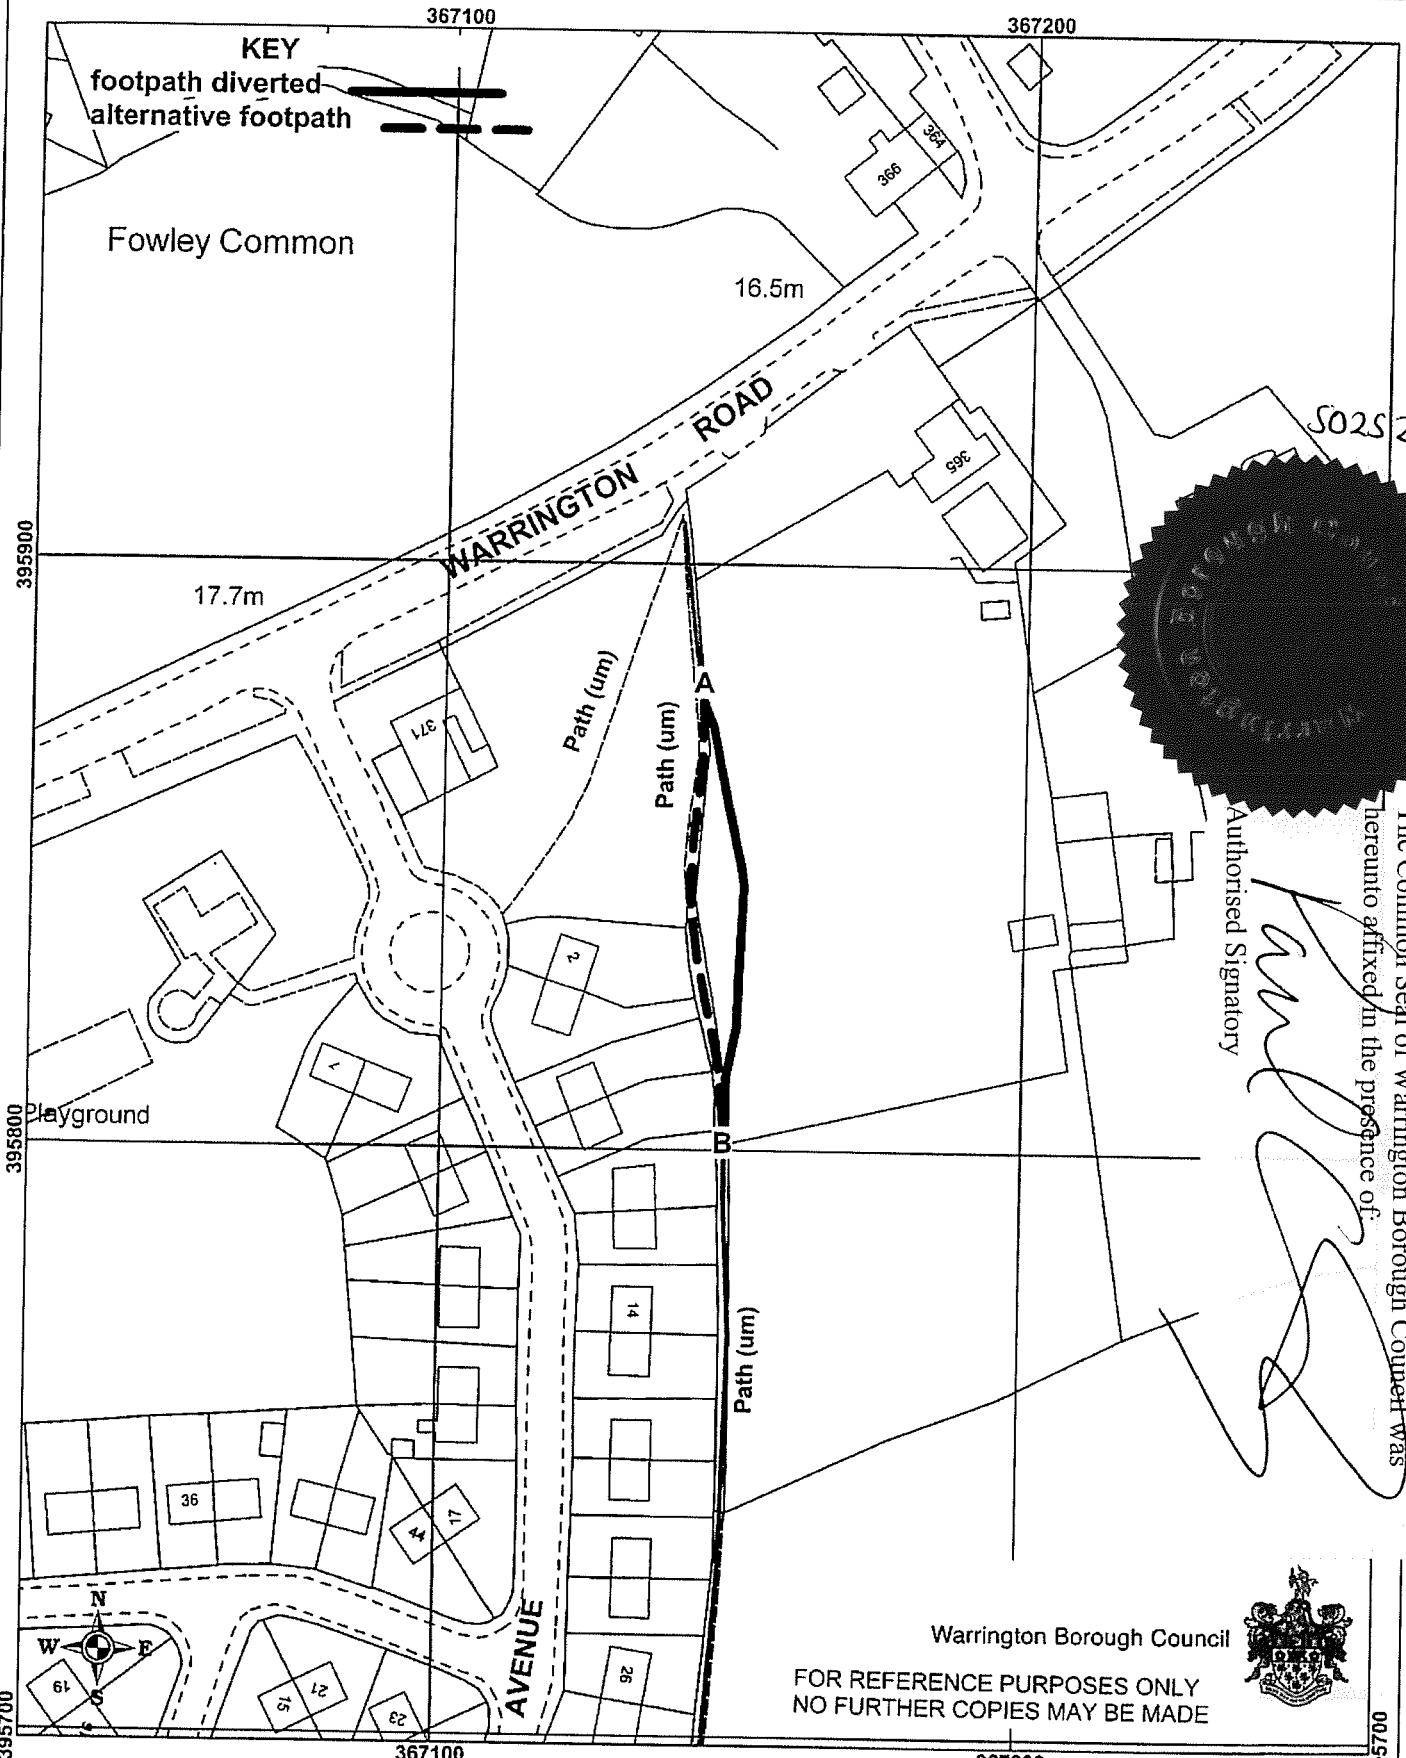 367100
367200
KEY
footpath diverted
alternative footpath
364
366
Fowley Common
16.5m
ROAD
WARRINGTON
365
395900
17.7m
Path (um)
A
Path (um)
371
The Common Seal of Warrington Borough Council was
hereunto affixed in the presence of:
Authorised Signatory
2
1
Playground
395800
B
14
Path (um)
36
44
17
AVENUE
N
W E
S
19
15
21
23
26
Warrington Borough Council
FOR REFERENCE PURPOSES ONLY
NO FURTHER COPIES MAY BE MADE
395700
367100